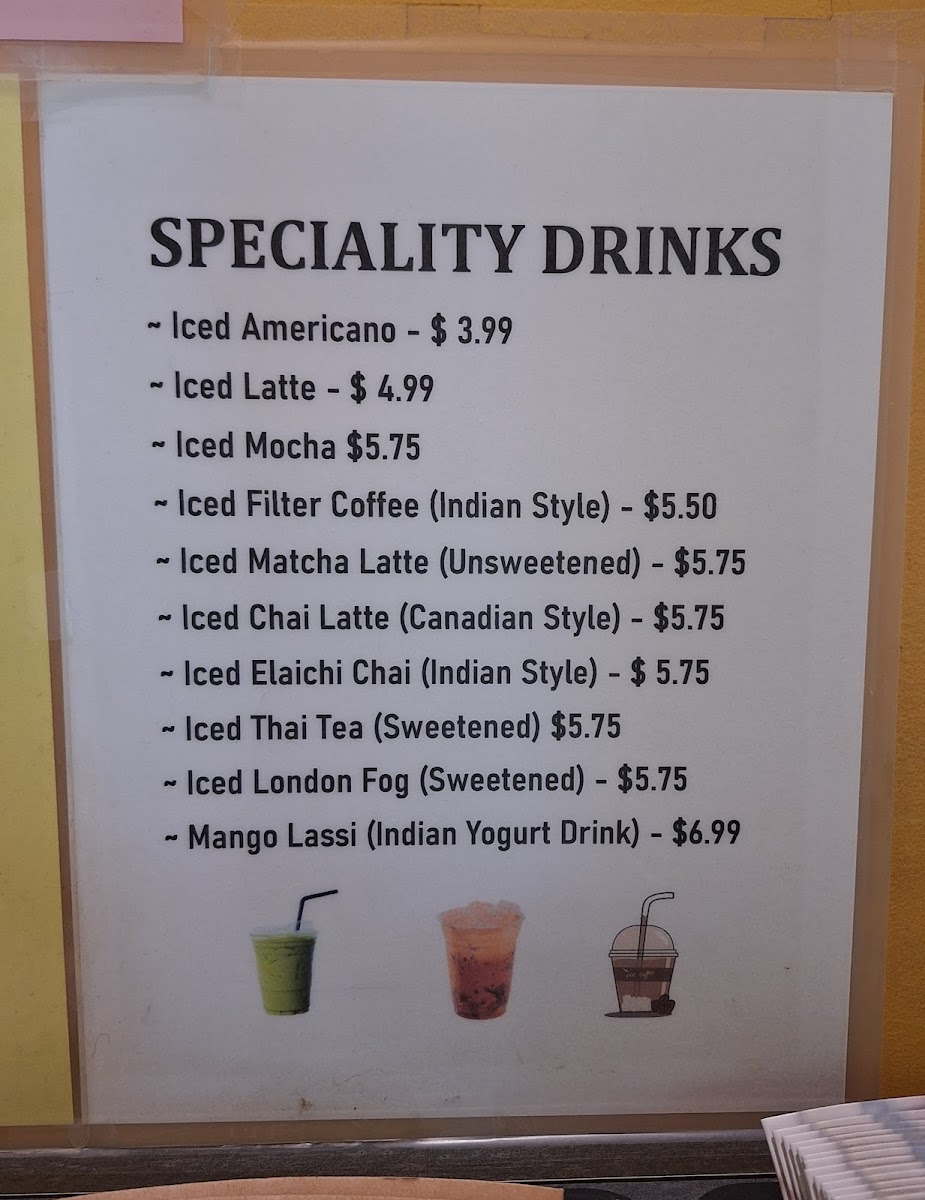 SPECIALITY DRINKS
~ Iced Americano - $ 3.99
~ Iced Latte - $ 4.99
~ Iced Mocha $5.75
~ Iced Filter Coffee (Indian Style) - $5.50
~ Iced Matcha Latte (Unsweetened) - $5.75
~ Iced Chai Latte (Canadian Style) - $5.75
~ Iced Elaichi Chai (Indian Style) - $ 5.75
~ Iced Thai Tea (Sweetened) $5.75
~ Iced London Fog (Sweetened) - $5.75
~ Mango Lassi (Indian Yogurt Drink) - $6.99